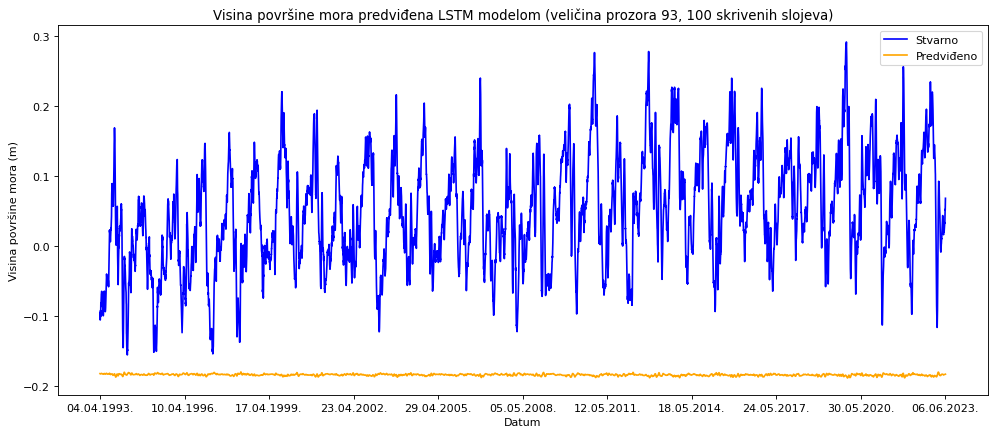 Visina površine mora predviđena LSTM modelom (veličina prozora 93, 100 skrivenih slojeva)
Stvarno
Predviđeno
Visina površine mora (m)
0.3
0.2
0.1
0.0
−0.1
−0.2
04.04.1993. 10.04.1996. 17.04.1999. 23.04.2002. 29.04.2005. 05.05.2008. 12.05.2011. 18.05.2014. 24.05.2017. 30.05.2020. 06.06.2023.
Datum